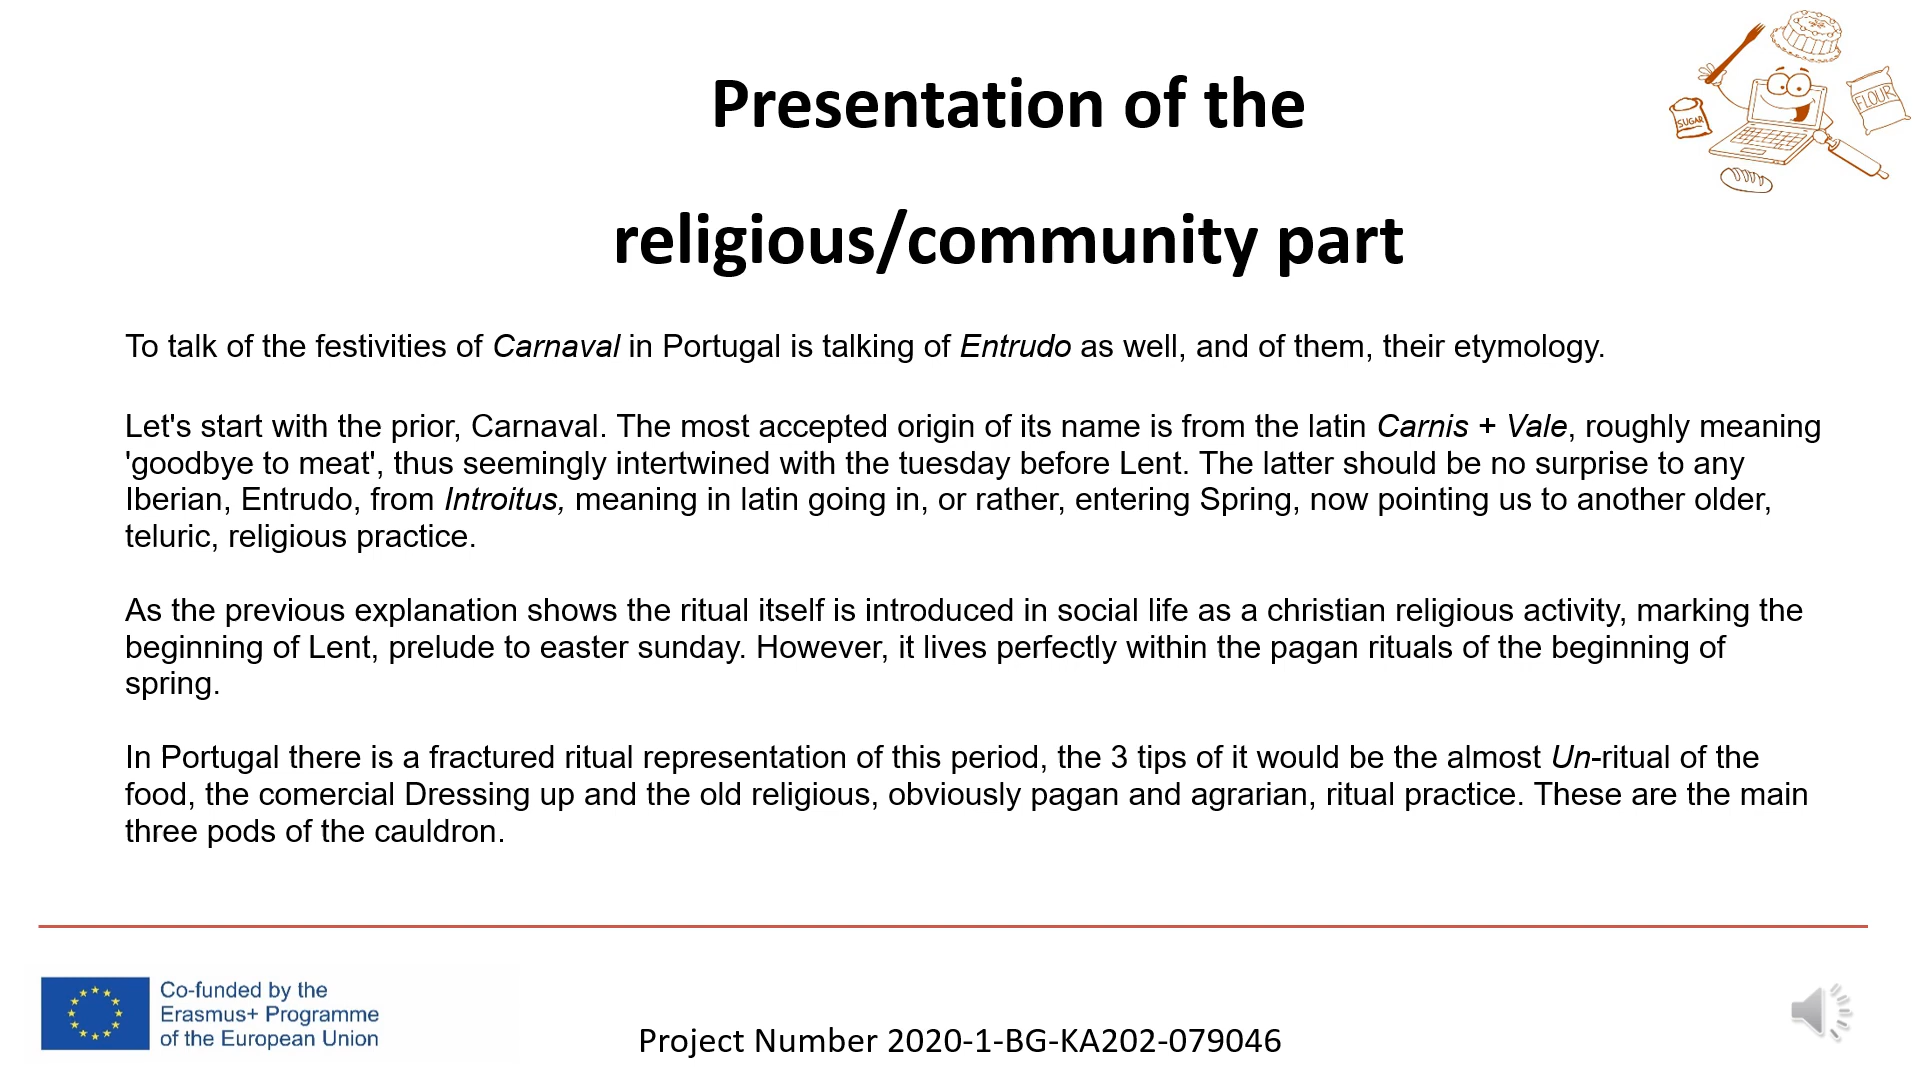 Presentation of the
religious/community part
SUGAR
FLOUR
To talk of the festivities of Carnaval in Portugal is talking of Entrudo as well, and of them, their etymology.
Let's start with the prior, Carnaval. The most accepted origin of its name is from the latin Carnis + Vale, roughly meaning
'goodbye to meat', thus seemingly intertwined with the tuesday before Lent. The latter should be no surprise to any
Iberian, Entrudo, from Introitus, meaning in latin going in, or rather, entering Spring, now pointing us to another older,
teluric, religious practice.
As the previous explanation shows the ritual itself is introduced in social life as a christian religious activity, marking the
beginning of Lent, prelude to easter sunday. However, it lives perfectly within the pagan rituals of the beginning of
spring.
In Portugal there is a fractured ritual representation of this period, the 3 tips of it would be the almost Un-ritual of the
food, the comercial Dressing up and the old religious, obviously pagan and agrarian, ritual practice. These are the main
three pods of the cauldron.
Co-funded by the
Erasmus+ Programme
of the European Union
Project Number 2020-1-BG-KA202-079046